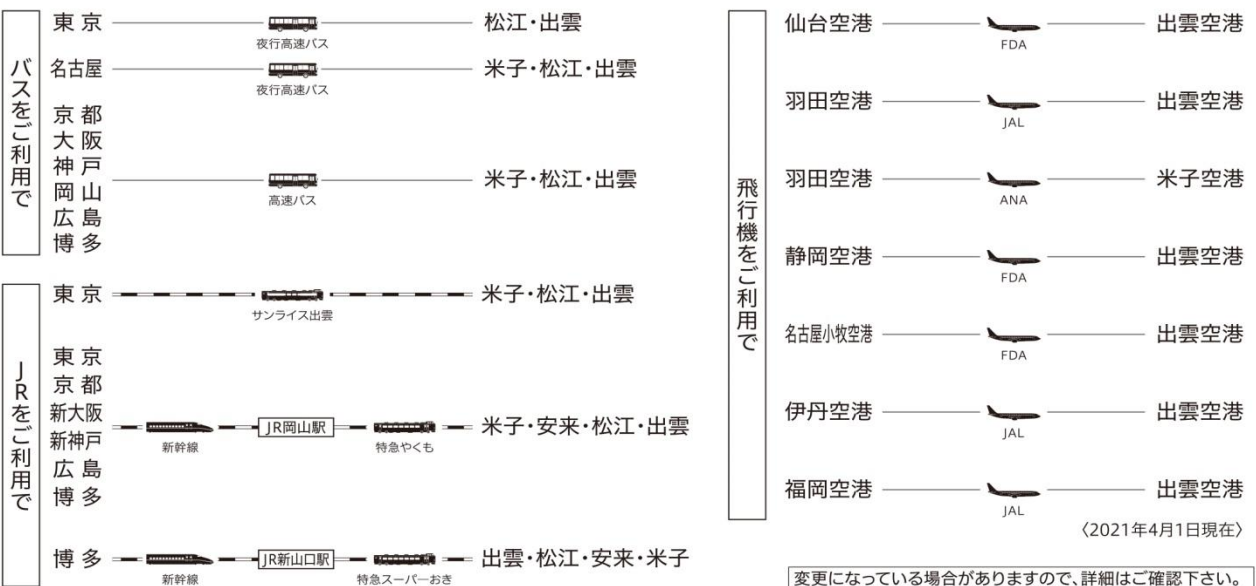 バスをご利用で
東京 松江・出雲
夜行高速バス
名古屋 米子・松江・出雲
夜行高速バス
京都
大阪
神戸
岡山
広島
博多
高速バス
米子・松江・出雲
JRをご利用で
東京 米子・松江・出雲
サンライス出雲
東京
京都
新大阪
新神戸
広島
博多
新幹線
JR岡山駅
特急やくも
米子・安来・松江・出雲
博多 JR新山口駅 出雲・松江・安来・米子
新幹線 特急スーパーおき
飛行機をご利用で
仙台空港 出雲空港
FDA
羽田空港 出雲空港
JAL
羽田空港 米子空港
ANA
静岡空港 出雲空港
FDA
名古屋小牧空港 出雲空港
FDA
伊丹空港 出雲空港
JAL
福岡空港 出雲空港
JAL
〈2021年4月1日現在〉
変更になっている場合がありますので、詳細はご確認下さい。